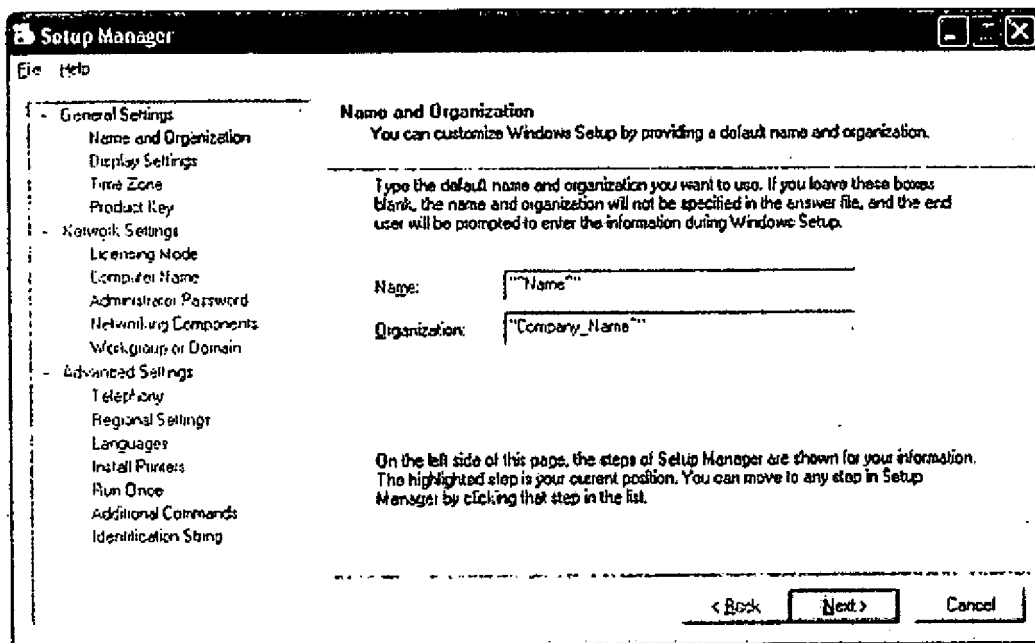 Setup Manager
File Help
- General Settings
Name and Organization
Display Settings
Time Zone
Product Key
- Network Settings
Licensing Mode
Computer Name
Administrator Password
Networking Components
Workgroup or Domain
- Advanced Settings
Telephony
Regional Settings
Languages
Install Printers
Run Once
Additional Commands
Identification String
Name and Organization
You can customize Windows Setup by providing a default name and organization.
Type the default name and organization you want to use. If you leave these boxes
blank, the name and organization will not be specified in the answer file, and the end
user will be prompted to enter the information during Windows Setup.
Name: "^Name^"
Organization: "Company_Name^"
On the left side of this page, the steps of Setup Manager are shown for your information.
The highlighted step is your current position. You can move to any step in Setup
Manager by clicking that step in the list.
< Back Next > Cancel